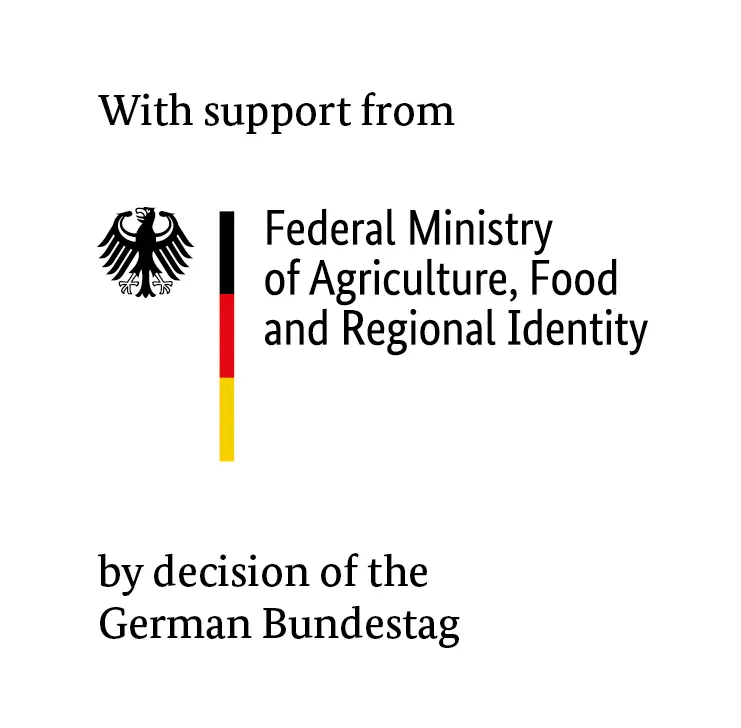 With support from
Federal Ministry
of Agriculture, Food
and Regional Identity
by decision of the
German Bundestag